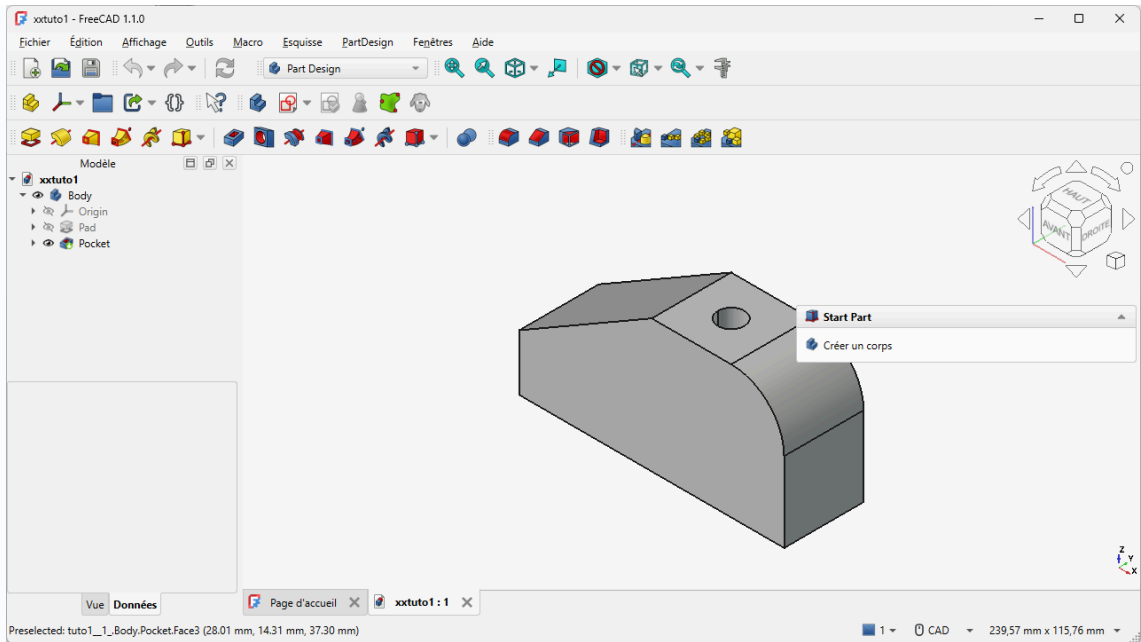 xxtuto1 - FreeCAD 1.1.0
Fichier Édition Affichage Outils Macro Esquisse PartDesign Fenêtres Aide
Part Design
Modèle
xxtuto1
Body
Origin
Pad
Pocket
HAUT
AVANT DROITE
Start Part
Créer un corps
Z
Y
X
Vue Données
Page d'accueil xxtuto1 : 1
Preselected: tuto1__1_.Body.Pocket.Face3 (28.01 mm, 14.31 mm, 37.30 mm) 1 CAD 239,57 mm x 115,76 mm